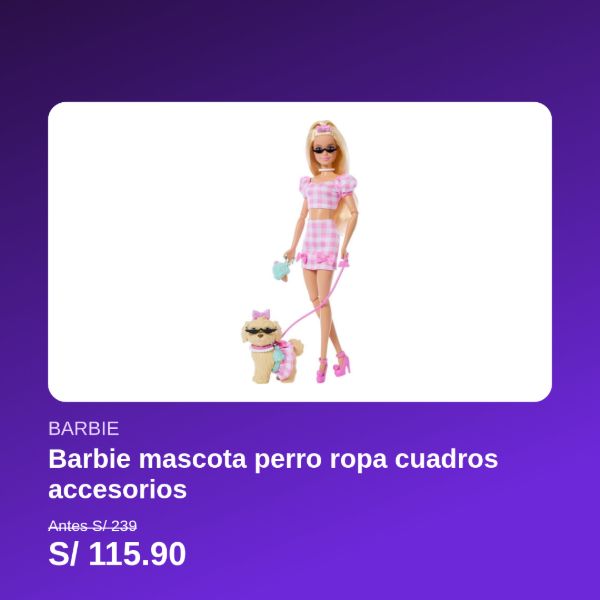 BARBIE
Barbie mascota perro ropa cuadros
accesorios
Antes S/ 239
S/ 115.90